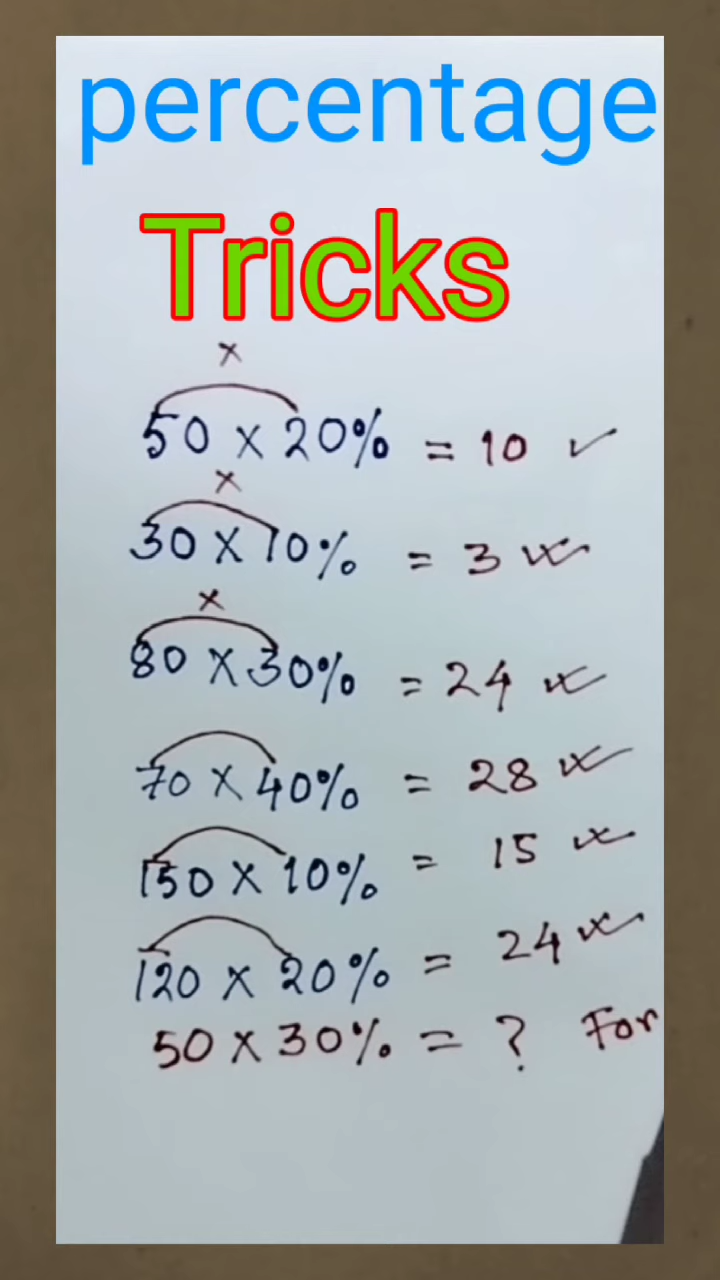 percentage
Tricks
×
50 × 20% = 10 ✓
×
30 × 10% = 3
×
80 × 30% = 24
70 × 40% = 28
150 × 10% = 15
120 × 20% = 24
50 × 30% = ? For